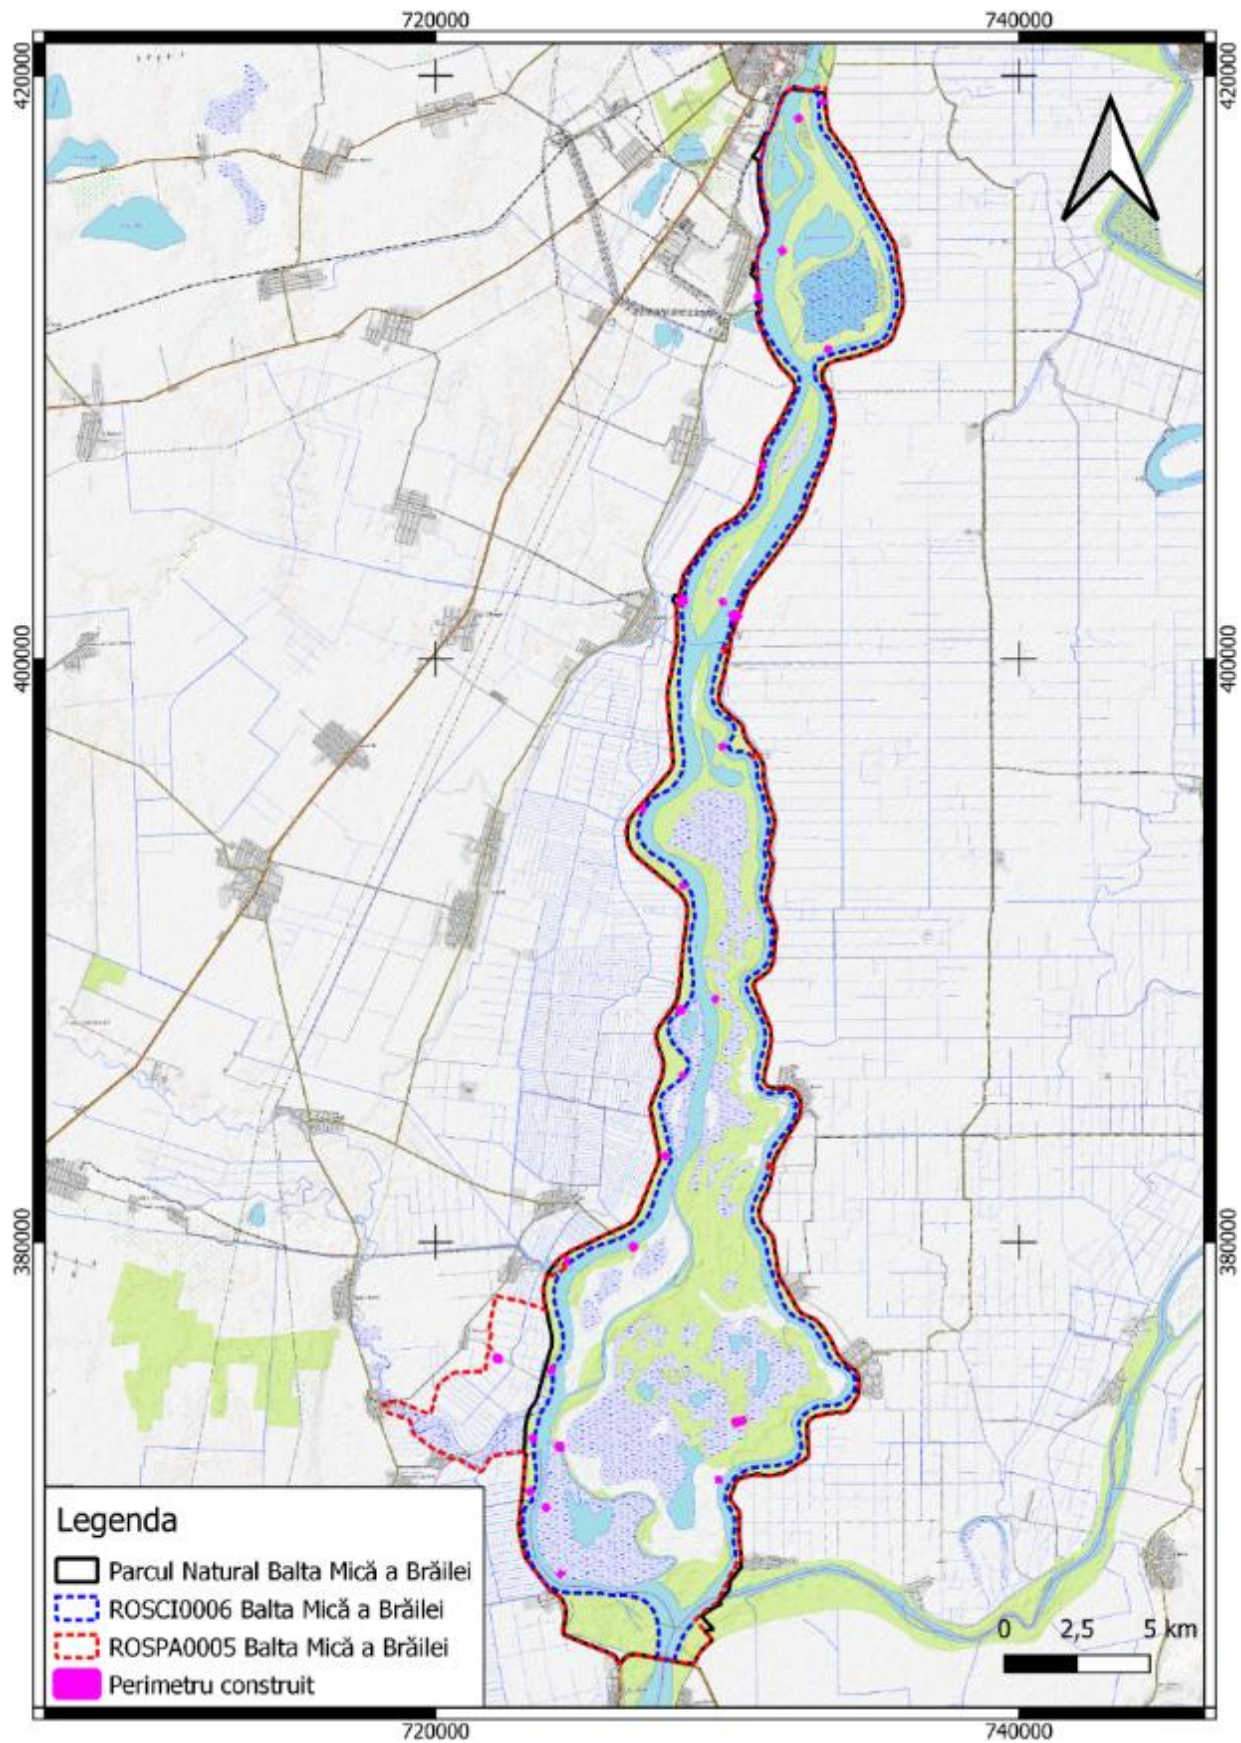 720000
740000
420000
420000
400000
400000
380000
380000
Legenda
Parcul Natural Balta Mică a Brăilei
ROSCI0006 Balta Mică a Brăilei
ROSPA0005 Balta Mică a Brăilei
Perimetru construit
0 2,5 5 km
720000
740000